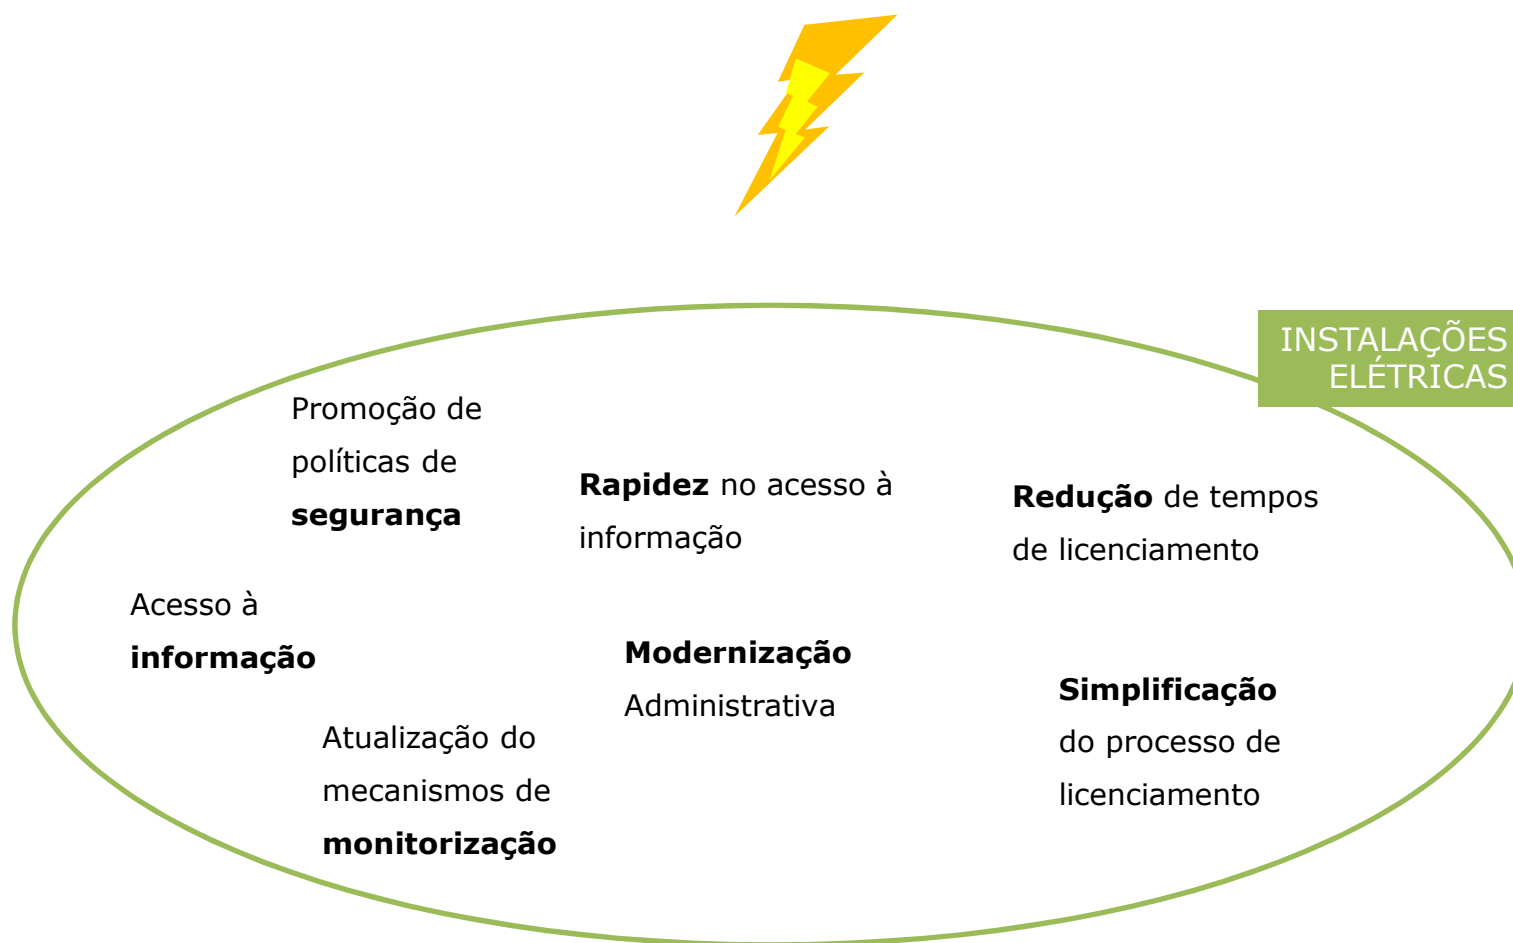 INSTALAÇÕES
ELÉTRICAS
Promoção de
políticas de
segurança
Rapidez no acesso à
informação
Redução de tempos
de licenciamento
Acesso à
informação
Modernização
Administrativa
Simplificação
do processo de
licenciamento
Atualização do
mecanismos de
monitorização